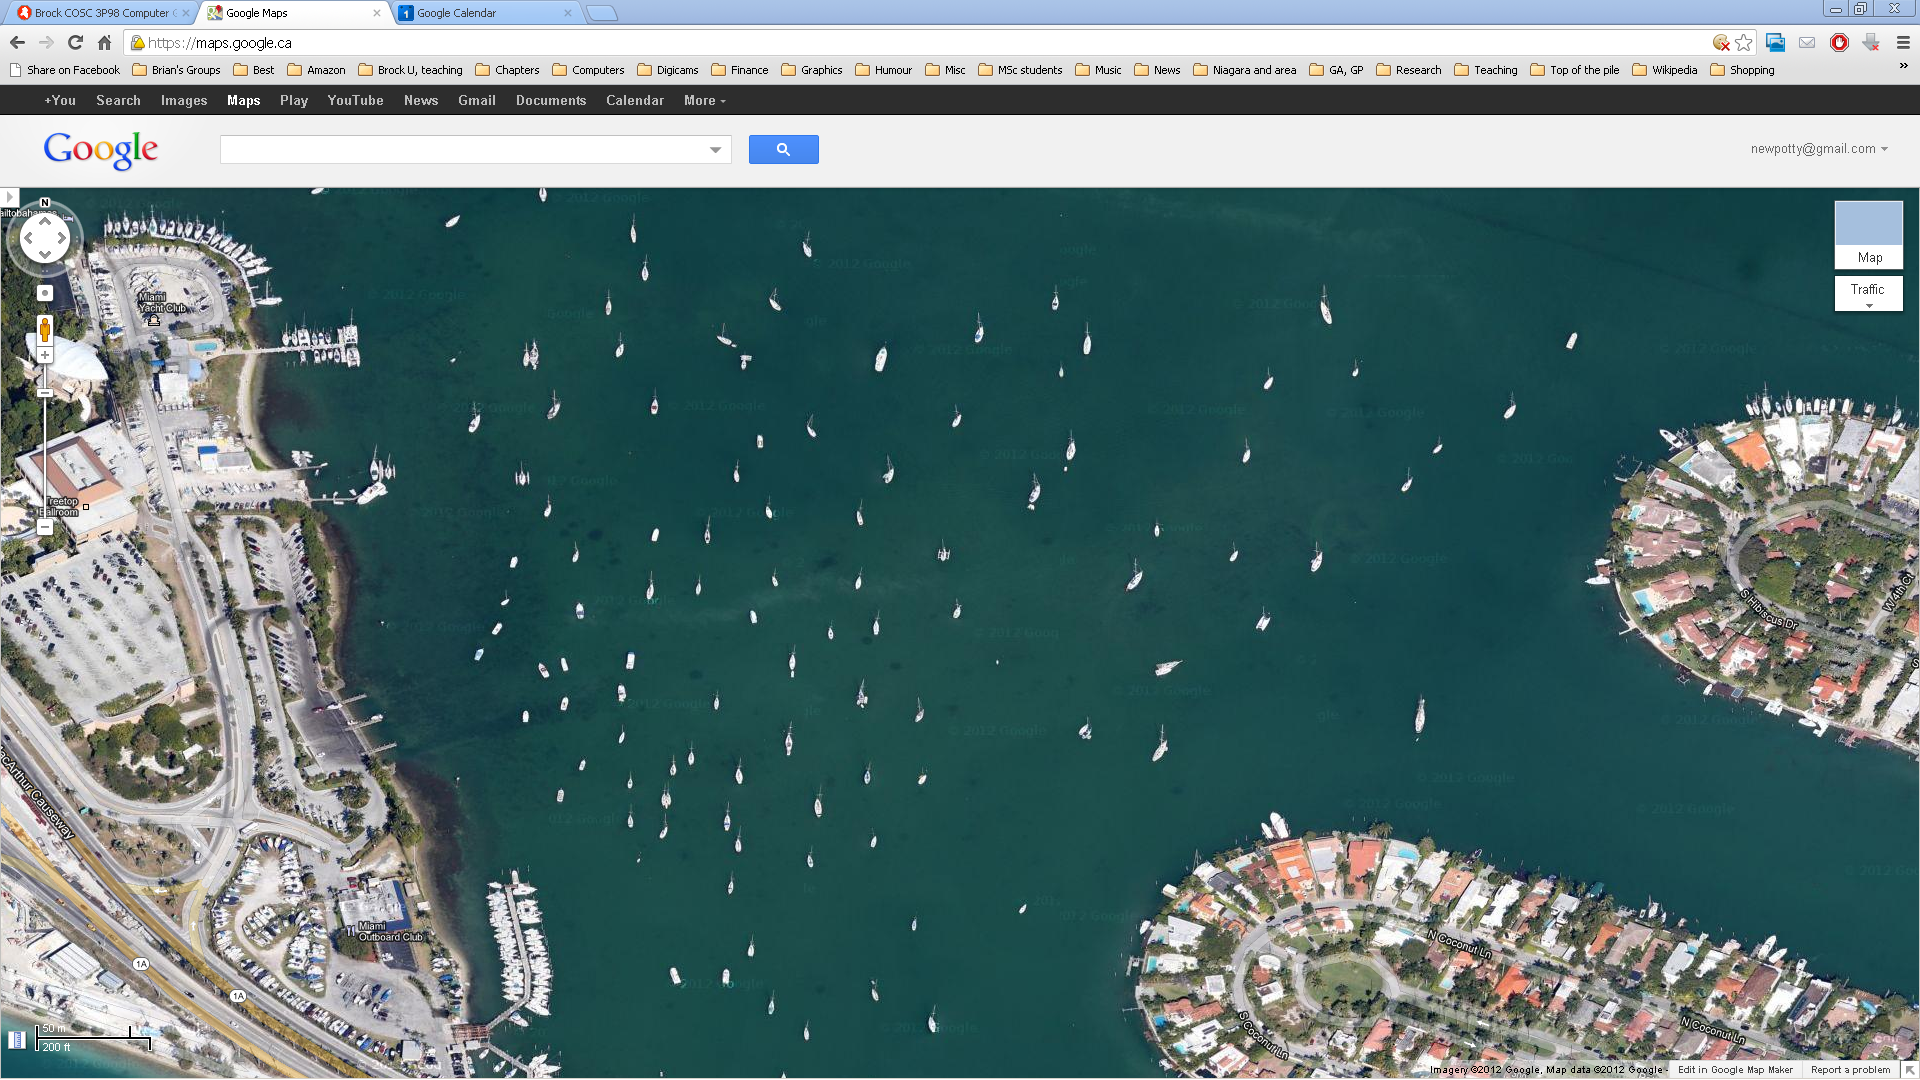 Brock COSC 3P98 Computer G
Google Maps
Google Calendar
https://maps.google.ca
Share on Facebook
Brian's Groups
Best
Amazon
Brock U, teaching
Chapters
Computers
Digicams
Finance
Graphics
Humour
Misc
MSc students
Music
News
Niagara and area
GA, GP
Research
Teaching
Top of the pile
Wikipedia
Shopping
»
+You Search Images Maps Play YouTube News Gmail Documents Calendar More
Google
newpotty@gmail.com
N
Map
Traffic
Miami
Yacht Club
Treetop
Ballroom
S Hibiscus Dr
W 4th Ct
MacArthur Causeway
Miami
Outboard Club
1A
1A
N Coconut Ln
S Coconut Ln
N Coconut Ln
50 m
200 ft
© 2012 Google
Imagery ©2012 Google, Map data ©2012 Google -
Edit in Google Map Maker
Report a problem